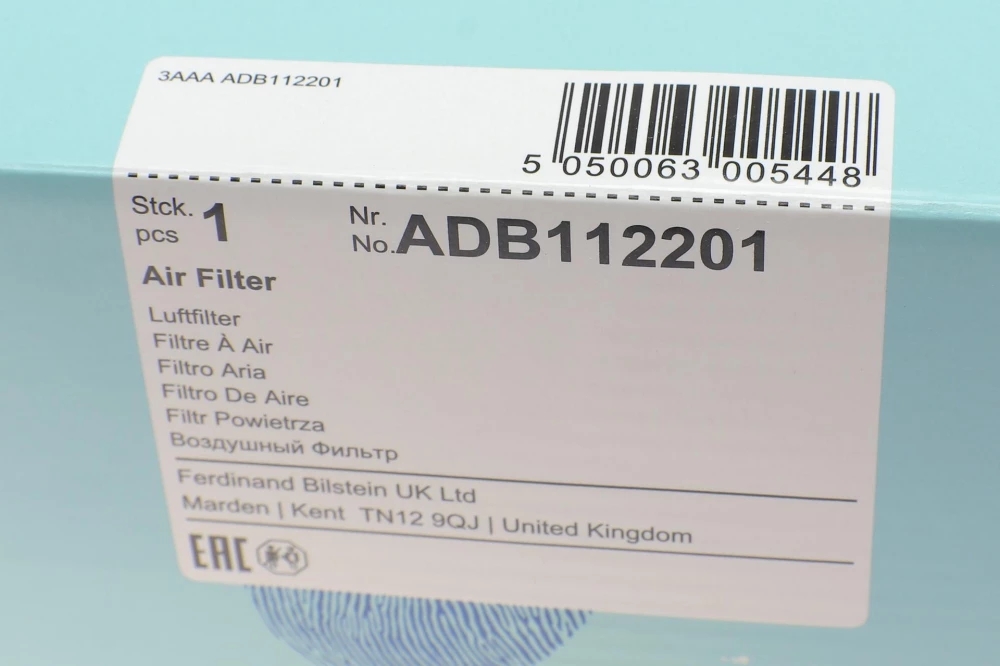 3AAA ADB112201
5 050063 005448
Stck. 1
pcs
Nr.
No. ADB112201
Air Filter
Luftfilter
Filtre À Air
Filtro Aria
Filtro De Aire
Filtr Powietrza
Воздушный Фильтр
Ferdinand Bilstein UK Ltd
Marden | Kent TN12 9QJ | United Kingdom
EAC